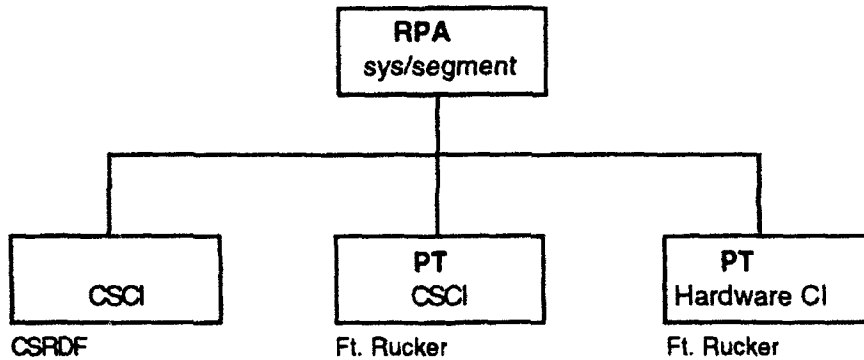 RPA
sys/segment
CSCI
PT
CSCI
PT
Hardware CI
CSRDF
Ft. Rucker
Ft. Rucker